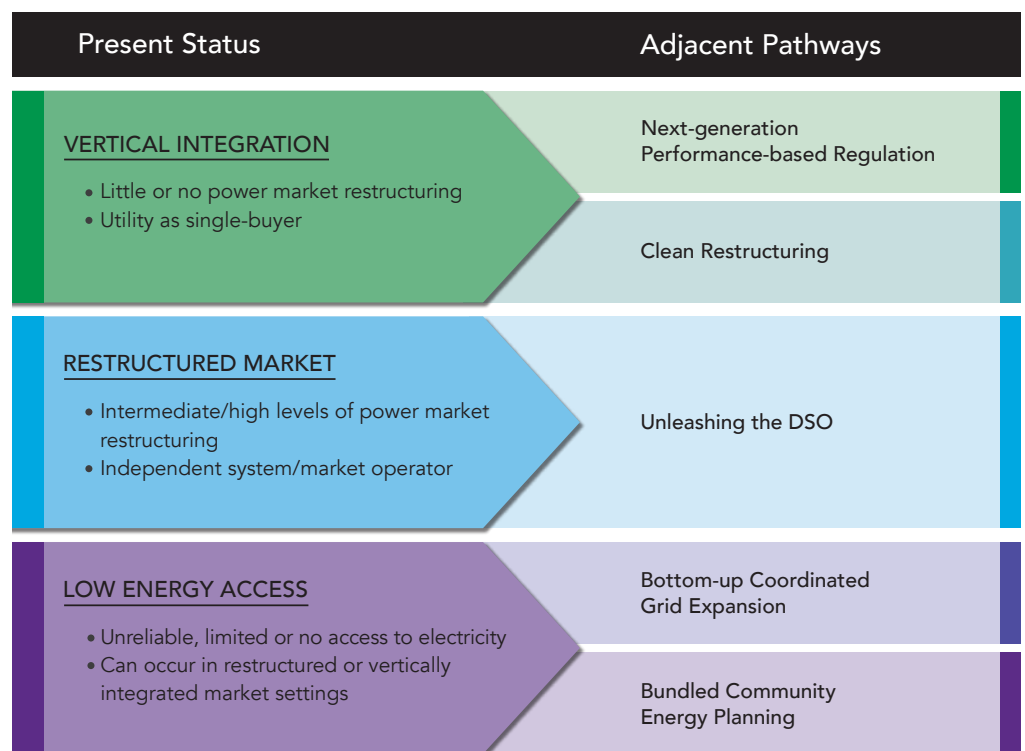 Present Status
Adjacent Pathways
VERTICAL INTEGRATION
• Little or no power market restructuring
• Utility as single-buyer
Next-generation
Performance-based Regulation
Clean Restructuring
RESTRUCTURED MARKET
• Intermediate/high levels of power market
restructuring
• Independent system/market operator
Unleashing the DSO
LOW ENERGY ACCESS
• Unreliable, limited or no access to electricity
• Can occur in restructured or vertically
integrated market settings
Bottom-up Coordinated
Grid Expansion
Bundled Community
Energy Planning